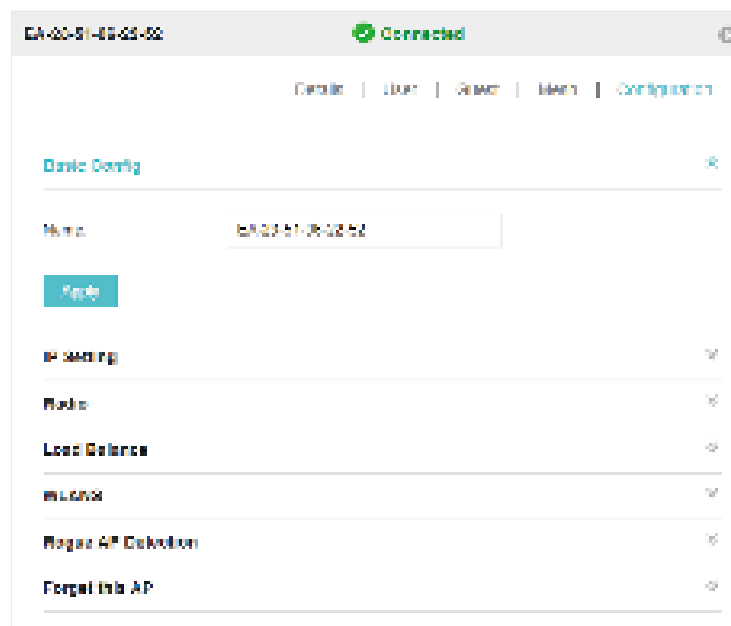 Connected
Details | User | Guest | Mesh | Configuration
Basic Config
Name
Apply
IP Setting
Radio
Load Balance
WLANS
Rogue AP Detection
Forget this AP